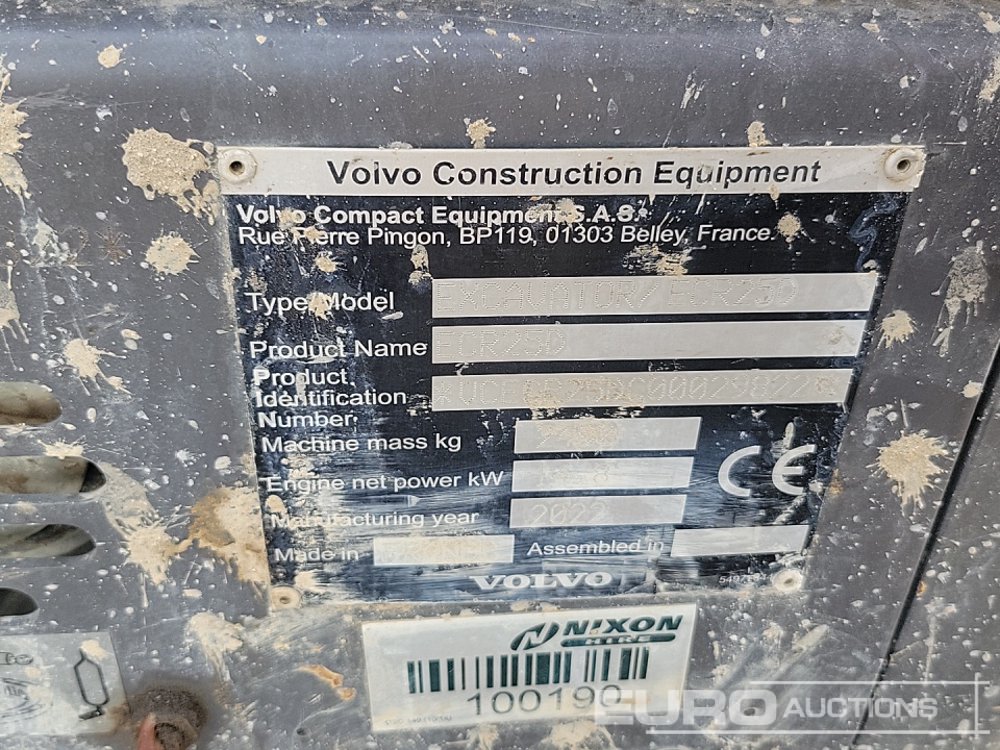 Volvo Construction Equipment
Volvo Compact Equipment S.A.S.
Rue Pierre Pingon, BP119, 01303 Belley, France.
Type/Model EXCAVATOR/ ECR25D
Product Name ECR25D
Product
Identification
Number
Machine mass kg
Engine net power kW
Manufacturing year 2022
Made in
Assembled in
CE
VOLVO
NIXON
HIRE
EURO AUCTIONS